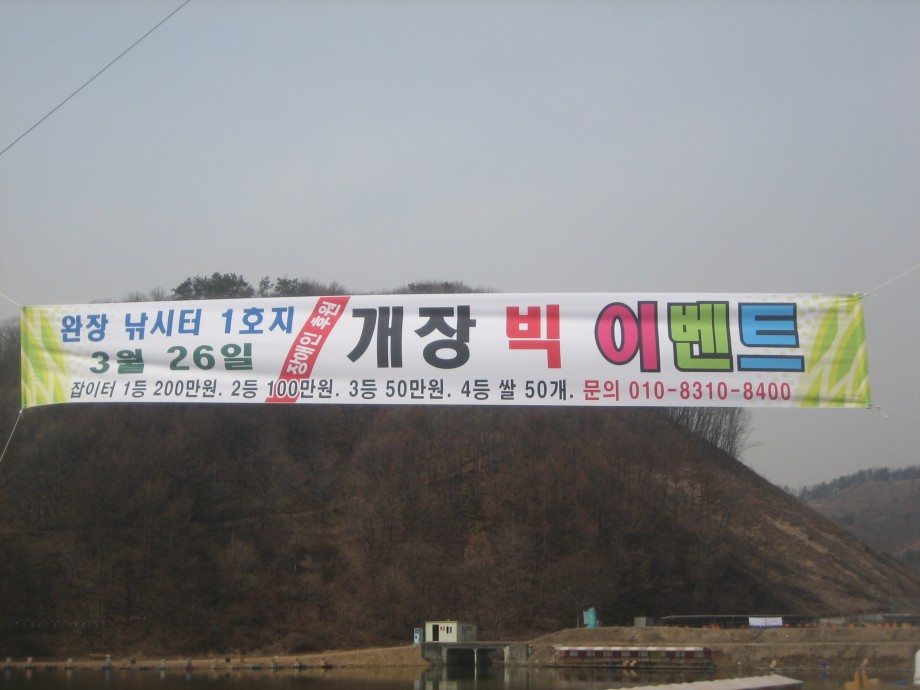 완장 낚시터 1호지
3월 26일
장애인 후원
개장 빅 이벤트
잡이터 1등 200만원. 2등 100만원. 3등 50만원. 4등 쌀 50개. 문의 010-8310-8400